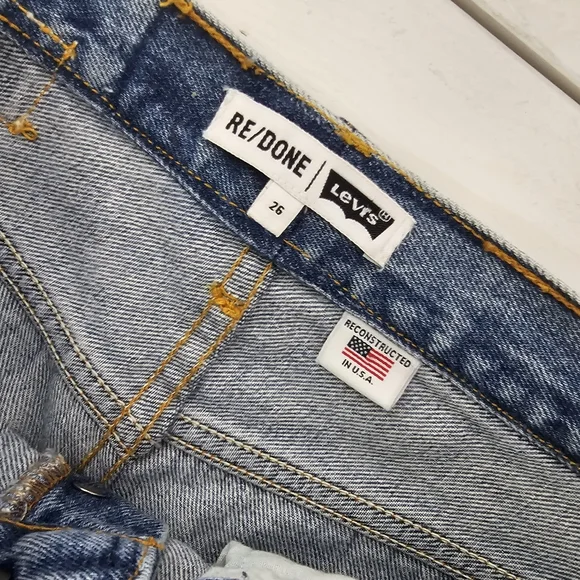 RE/DONE | Levi's ®
26
RECONSTRUCTED
IN U.S.A.